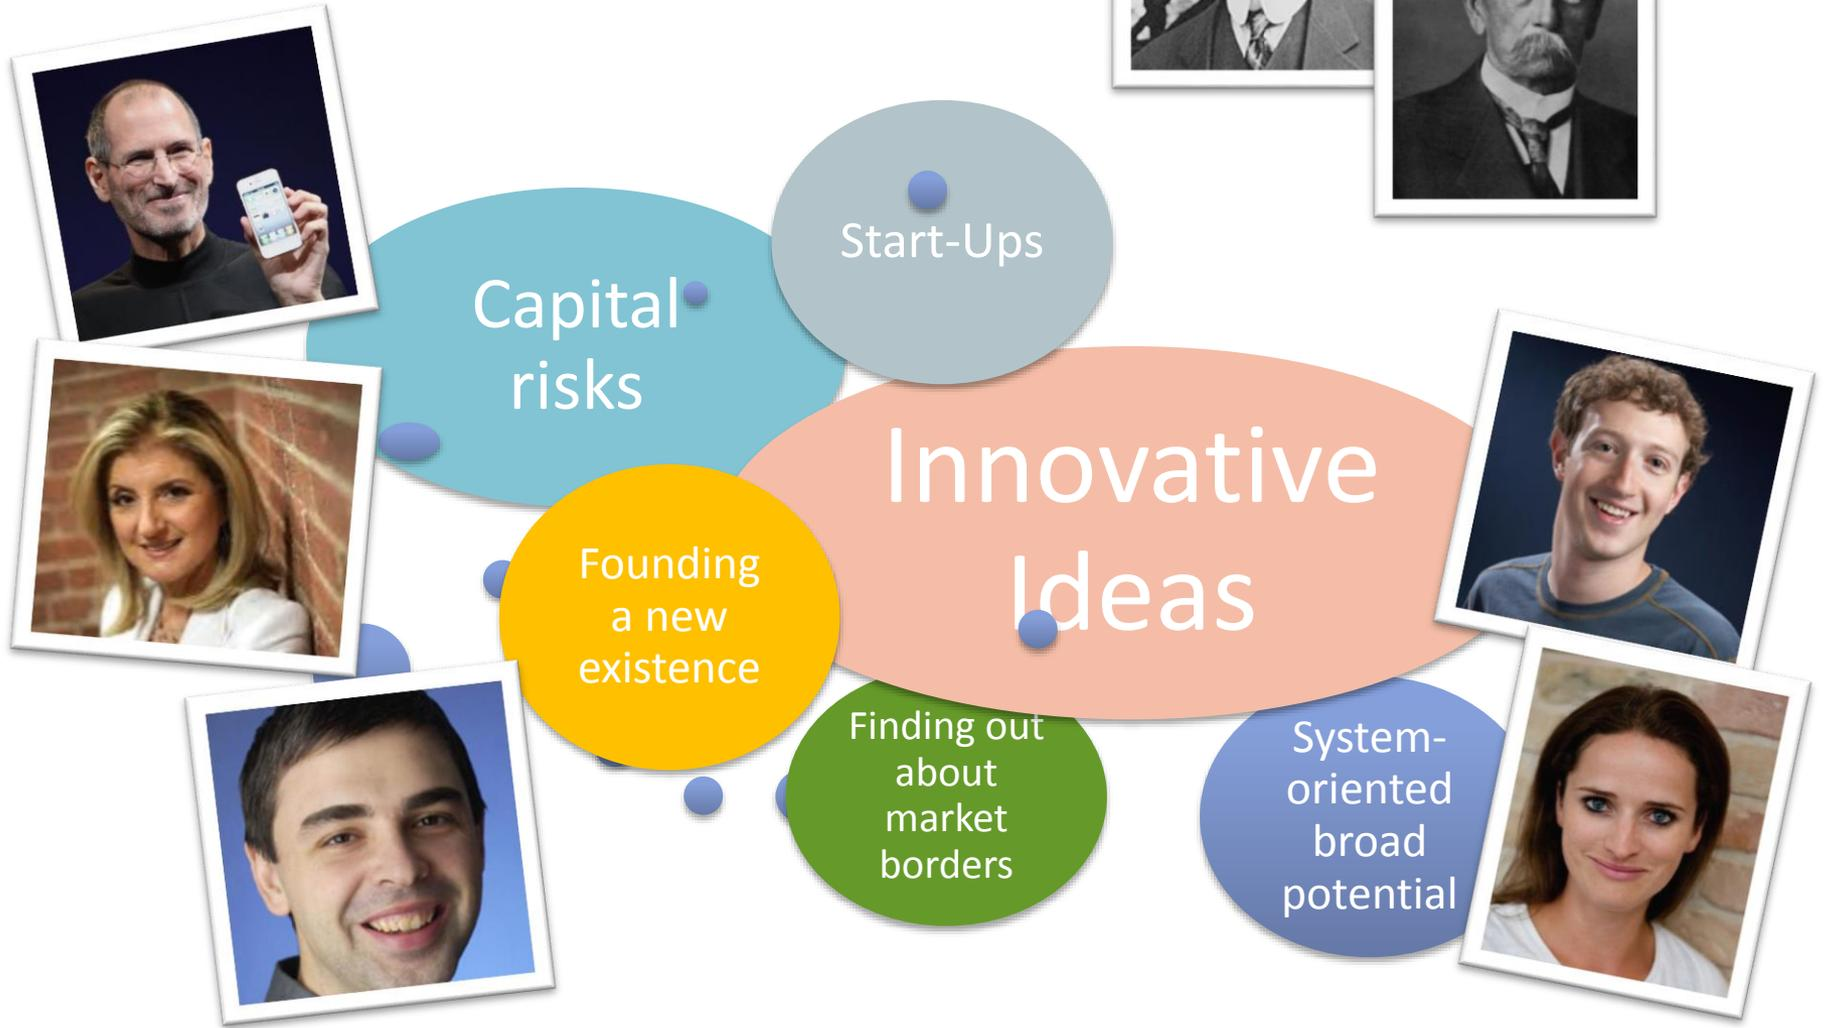 Start-Ups
Capital
risks
Innovative
Ideas
Founding
a new
existence
Finding out
about
market
borders
System-
oriented
broad
potential